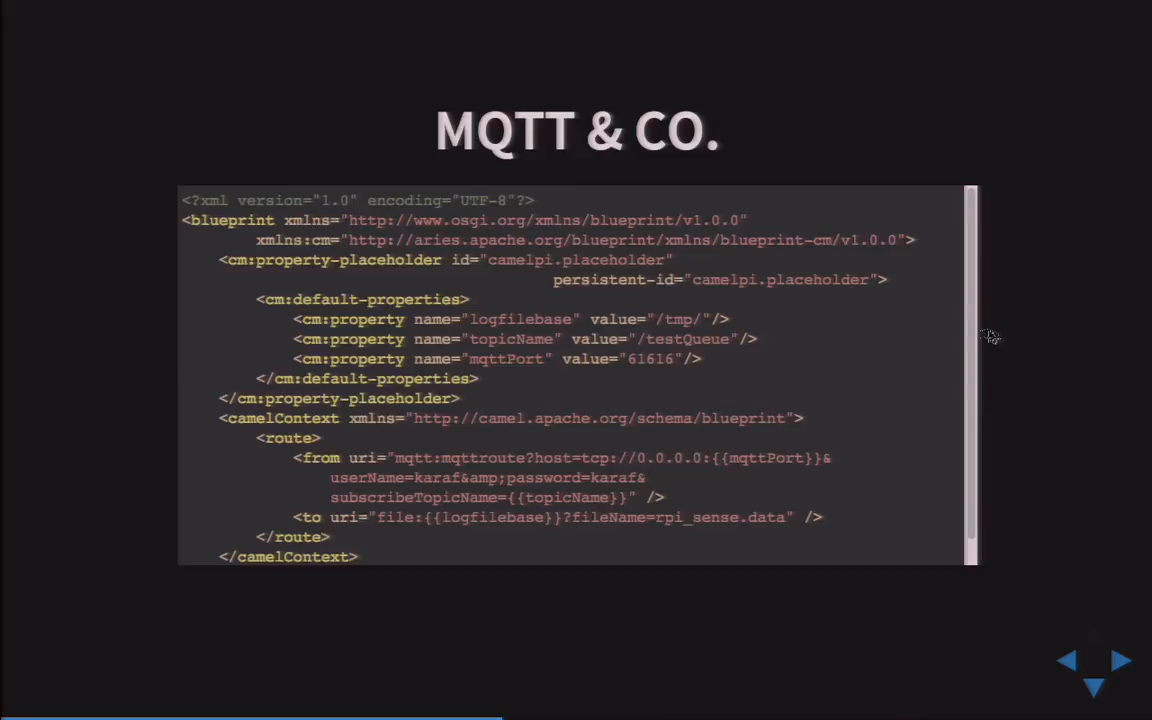 MQTT & CO.
<?xml version="1.0" encoding="UTF-8"?>
<blueprint xmlns="http://www.osgi.org/xmlns/blueprint/v1.0.0"
xmlns:cm="http://aries.apache.org/blueprint/xmlns/blueprint-cm/v1.0.0">
<cm:property-placeholder id="camelpi.placeholder"
persistent-id="camelpi.placeholder">
<cm:default-properties>
<cm:property name="logfilebase" value="/tmp/"/>
<cm:property name="topicName" value="/testQueue"/>
<cm:property name="mqttPort" value="61616"/>
</cm:default-properties>
</cm:property-placeholder>
<camelContext xmlns="http://camel.apache.org/schema/blueprint">
<route>
<from uri="mqtt:mqttroute?host=tcp://0.0.0.0:{{mqttPort}}&
userName=karaf&amp;password=karaf&
subscribeTopicName={{topicName}}" />
<to uri="file:{{logfilebase}}?fileName=rpi_sense.data" />
</route>
</camelContext>